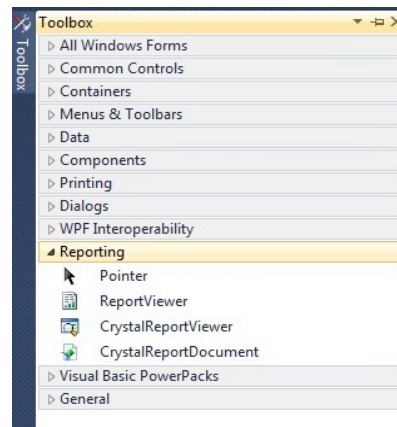 Toolbox
Toolbox
All Windows Forms
Common Controls
Containers
Menus & Toolbars
Data
Components
Printing
Dialogs
WPF Interoperability
Reporting
Pointer
ReportViewer
CrystalReportViewer
CrystalReportDocument
Visual Basic PowerPacks
General